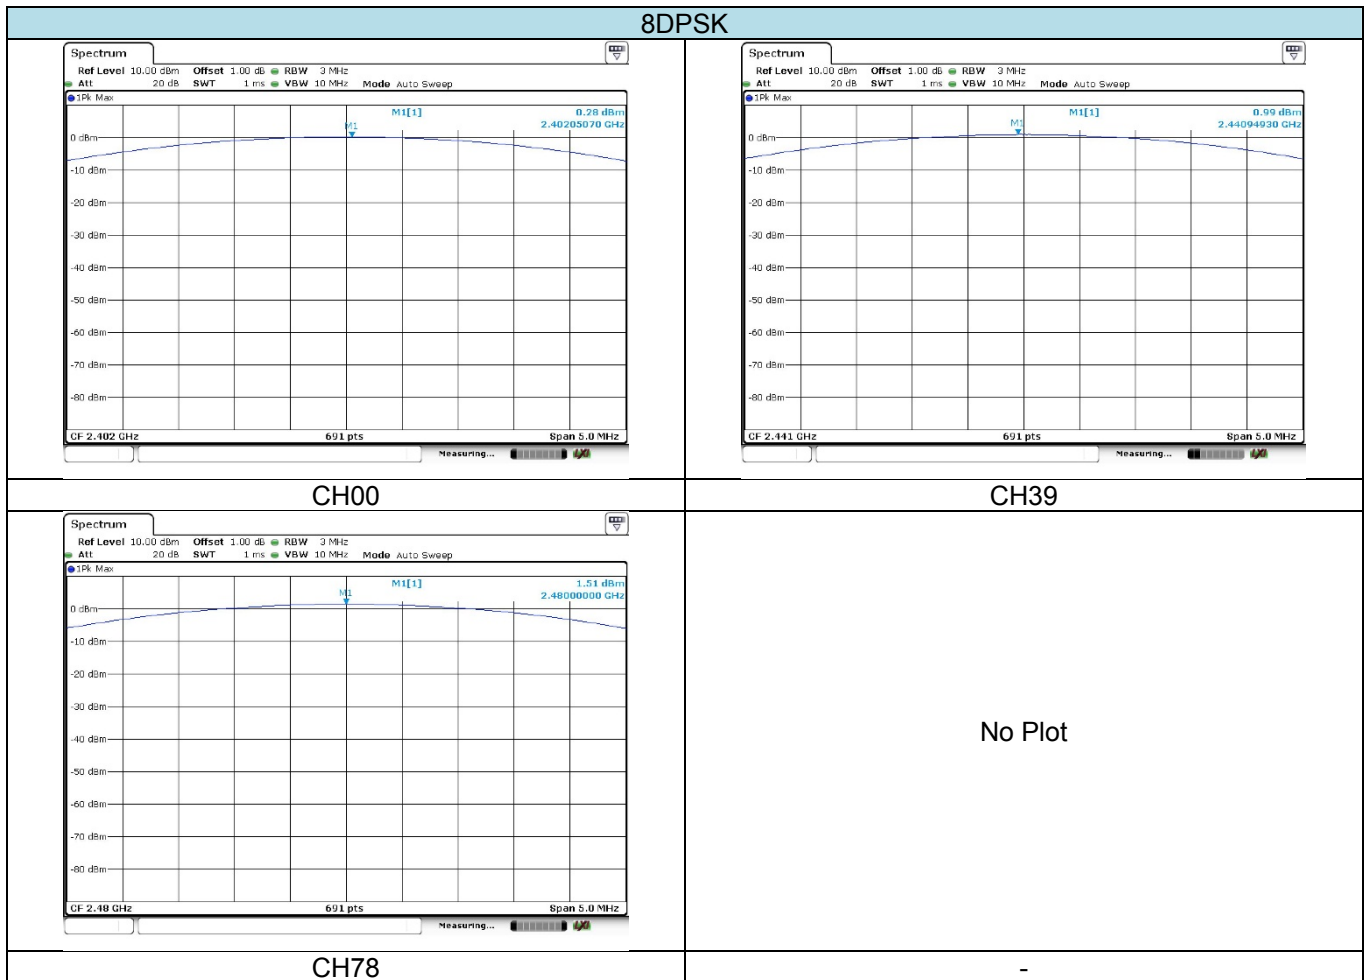 8DPSK
Spectrum
Ref Level 10.00 dBm Offset 1.00 dB RBW 3 MHz
Att 20 dB SWT 1 ms VBW 10 MHz Mode Auto Sweep
1Pk Max
M1[1] 0.28 dBm
2.40205070 GHz
M1
0 dBm
-10 dBm
-20 dBm
-30 dBm
-40 dBm
-50 dBm
-60 dBm
-70 dBm
-80 dBm
CF 2.402 GHz 691 pts Span 5.0 MHz
Measuring...
CH00
Spectrum
Ref Level 10.00 dBm Offset 1.00 dB RBW 3 MHz
Att 20 dB SWT 1 ms VBW 10 MHz Mode Auto Sweep
1Pk Max
M1[1] 0.99 dBm
2.44094930 GHz
M1
0 dBm
-10 dBm
-20 dBm
-30 dBm
-40 dBm
-50 dBm
-60 dBm
-70 dBm
-80 dBm
CF 2.441 GHz 691 pts Span 5.0 MHz
Measuring...
CH39
Spectrum
Ref Level 10.00 dBm Offset 1.00 dB RBW 3 MHz
Att 20 dB SWT 1 ms VBW 10 MHz Mode Auto Sweep
1Pk Max
M1[1] 1.51 dBm
2.48000000 GHz
M1
0 dBm
-10 dBm
-20 dBm
-30 dBm
-40 dBm
-50 dBm
-60 dBm
-70 dBm
-80 dBm
CF 2.48 GHz 691 pts Span 5.0 MHz
Measuring...
CH78
No Plot
-